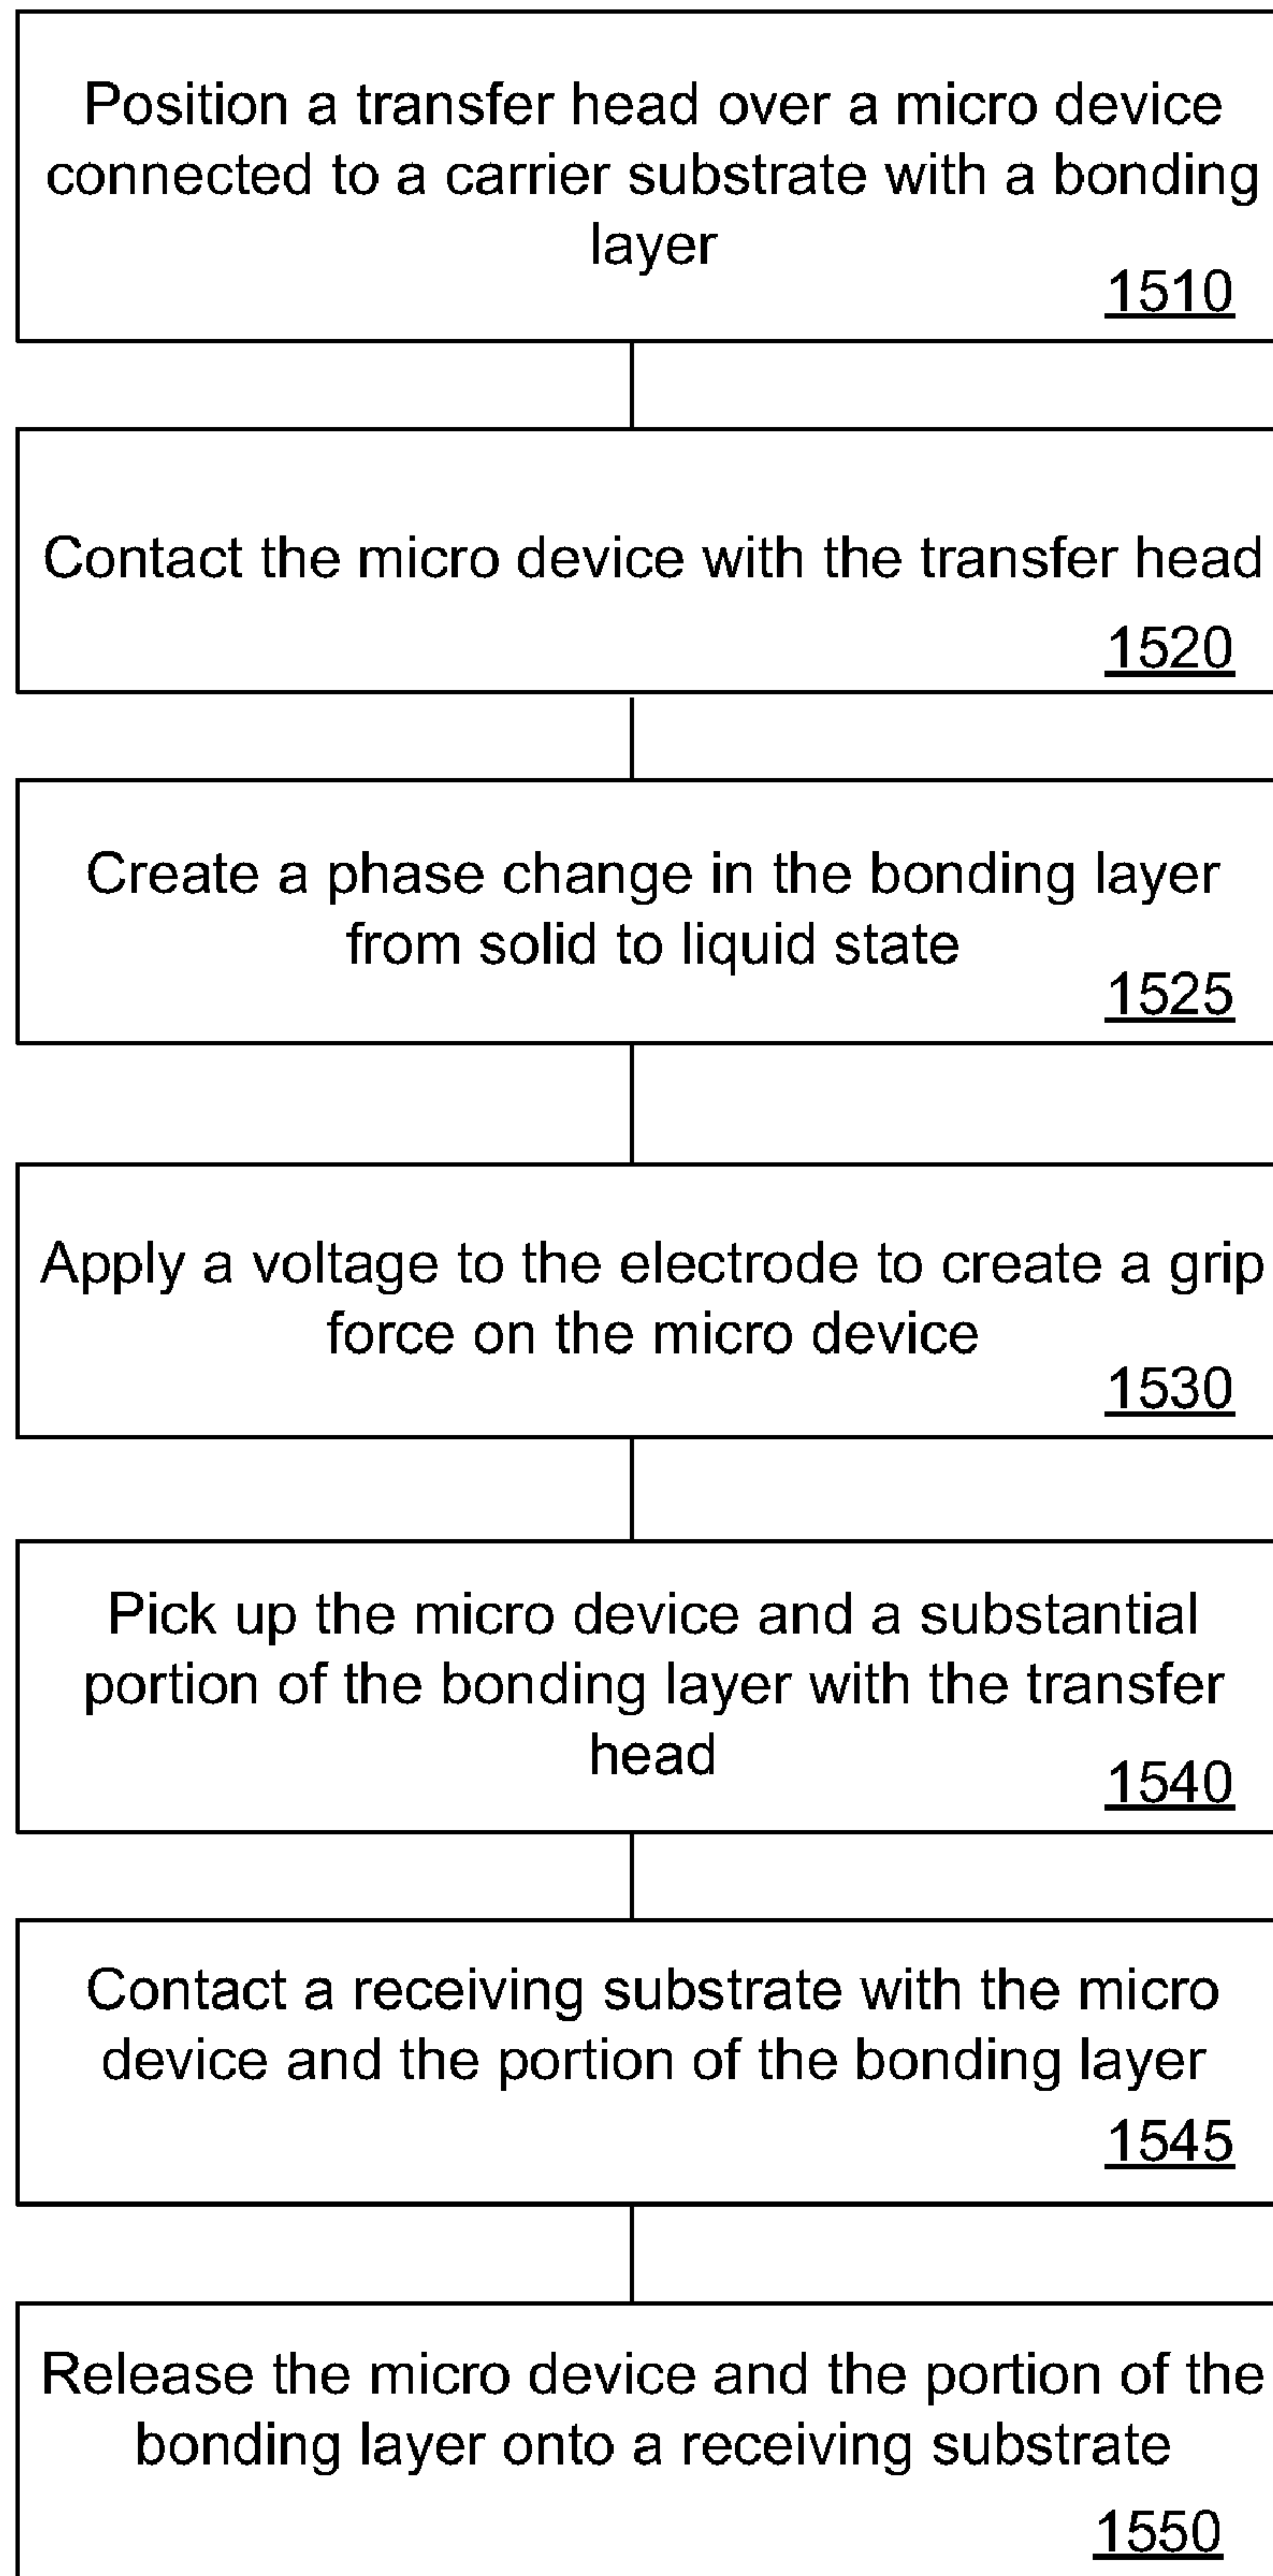 Position a transfer head over a micro device
connected to a carrier substrate with a bonding
layer
1510
Contact the micro device with the transfer head
1520
Create a phase change in the bonding layer
from solid to liquid state
1525
Apply a voltage to the electrode to create a grip
force on the micro device
1530
Pick up the micro device and a substantial
portion of the bonding layer with the transfer
head
1540
Contact a receiving substrate with the micro
device and the portion of the bonding layer
1545
Release the micro device and the portion of the
bonding layer onto a receiving substrate
1550